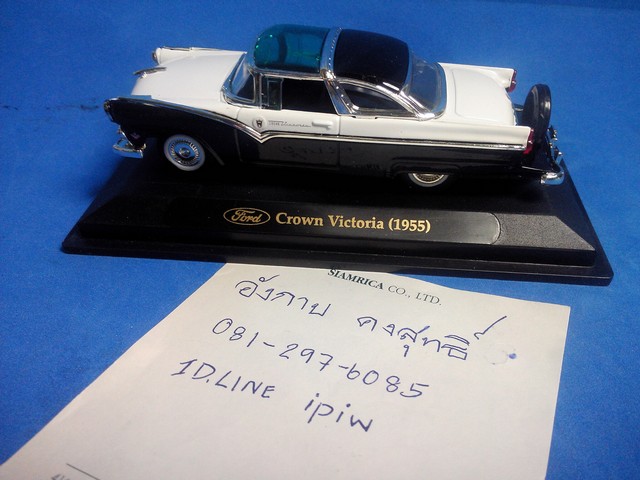 Ford Crown Victoria (1955)
SIAMRICA CO., LTD.
อังกาบ คงสุทธิ์
081-297-6085
ID.LINE ipiw